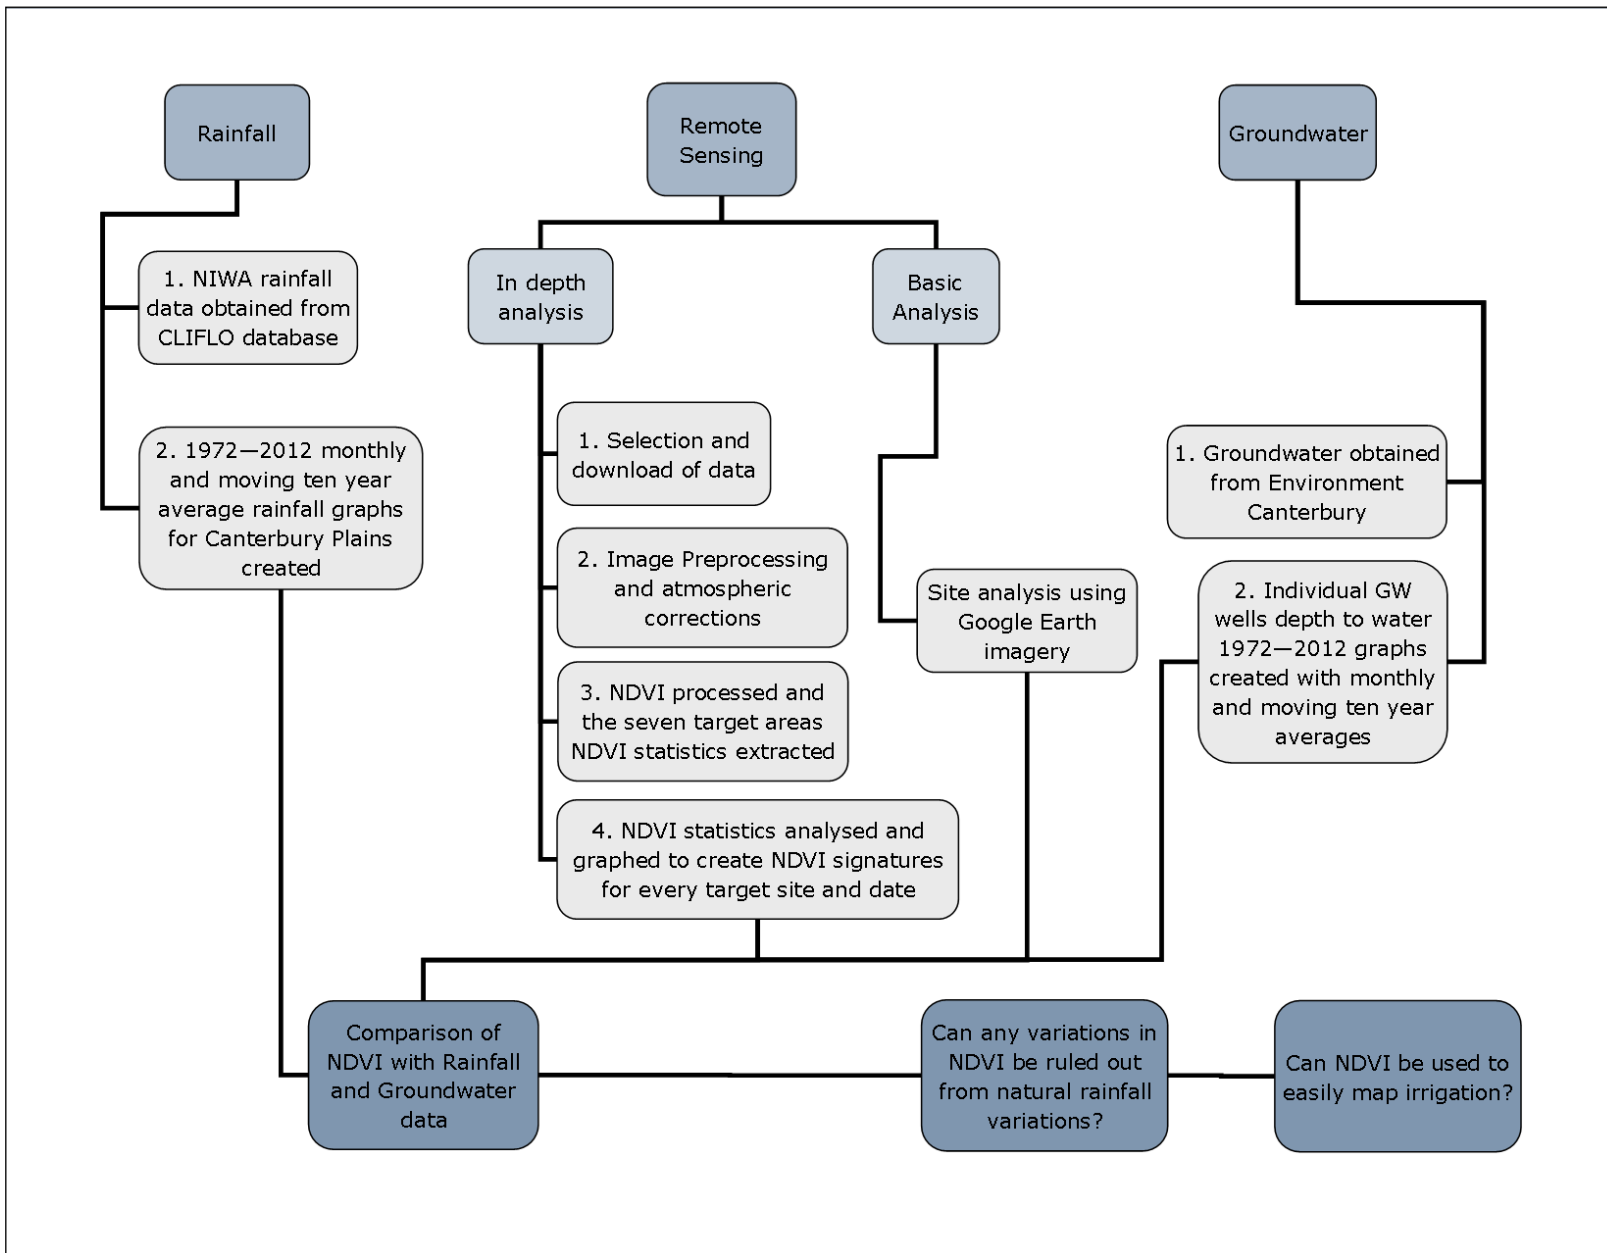 Rainfall
Remote
Sensing
Groundwater
1. NIWA rainfall
data obtained from
CLIFLO database
2. 1972—2012 monthly
and moving ten year
average rainfall graphs
for Canterbury Plains
created
In depth
analysis
Basic
Analysis
1. Selection and
download of data
2. Image Preprocessing
and atmospheric
corrections
3. NDVI processed and
the seven target areas
NDVI statistics extracted
4. NDVI statistics analysed and
graphed to create NDVI signatures
for every target site and date
Site analysis using
Google Earth
imagery
1. Groundwater obtained
from Environment
Canterbury
2. Individual GW
wells depth to water
1972—2012 graphs
created with monthly
and moving ten year
averages
Comparison of
NDVI with Rainfall
and Groundwater
data
Can any variations in
NDVI be ruled out
from natural rainfall
variations?
Can NDVI be used to
easily map irrigation?